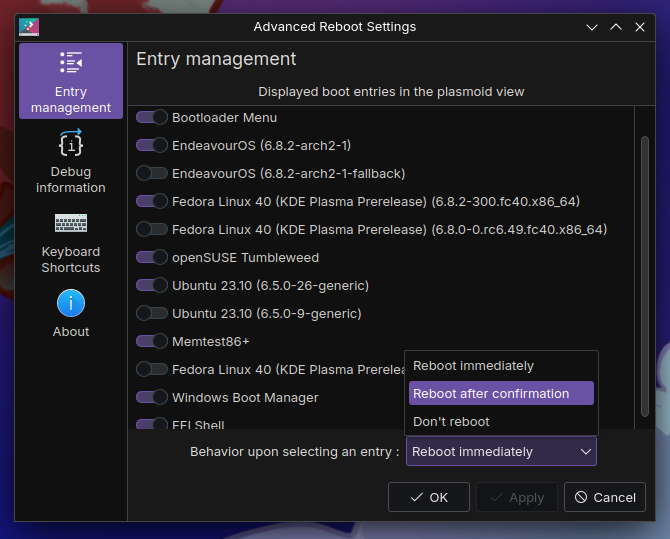 Advanced Reboot Settings
Entry
management
Debug
information
Keyboard
Shortcuts
About
Entry management
Displayed boot entries in the plasmoid view
Bootloader Menu
EndeavourOS (6.8.2-arch2-1)
EndeavourOS (6.8.2-arch2-1-fallback)
Fedora Linux 40 (KDE Plasma Prerelease) (6.8.2-300.fc40.x86_64)
Fedora Linux 40 (KDE Plasma Prerelease) (6.8.0-0.rc6.49.fc40.x86_64)
openSUSE Tumbleweed
Ubuntu 23.10 (6.5.0-26-generic)
Ubuntu 23.10 (6.5.0-9-generic)
Memtest86+
Fedora Linux 40 (KDE Plasma Prerelea
Windows Boot Manager
EFI Shell
Reboot immediately
Reboot after confirmation
Don't reboot
Behavior upon selecting an entry : Reboot immediately
OK Apply Cancel